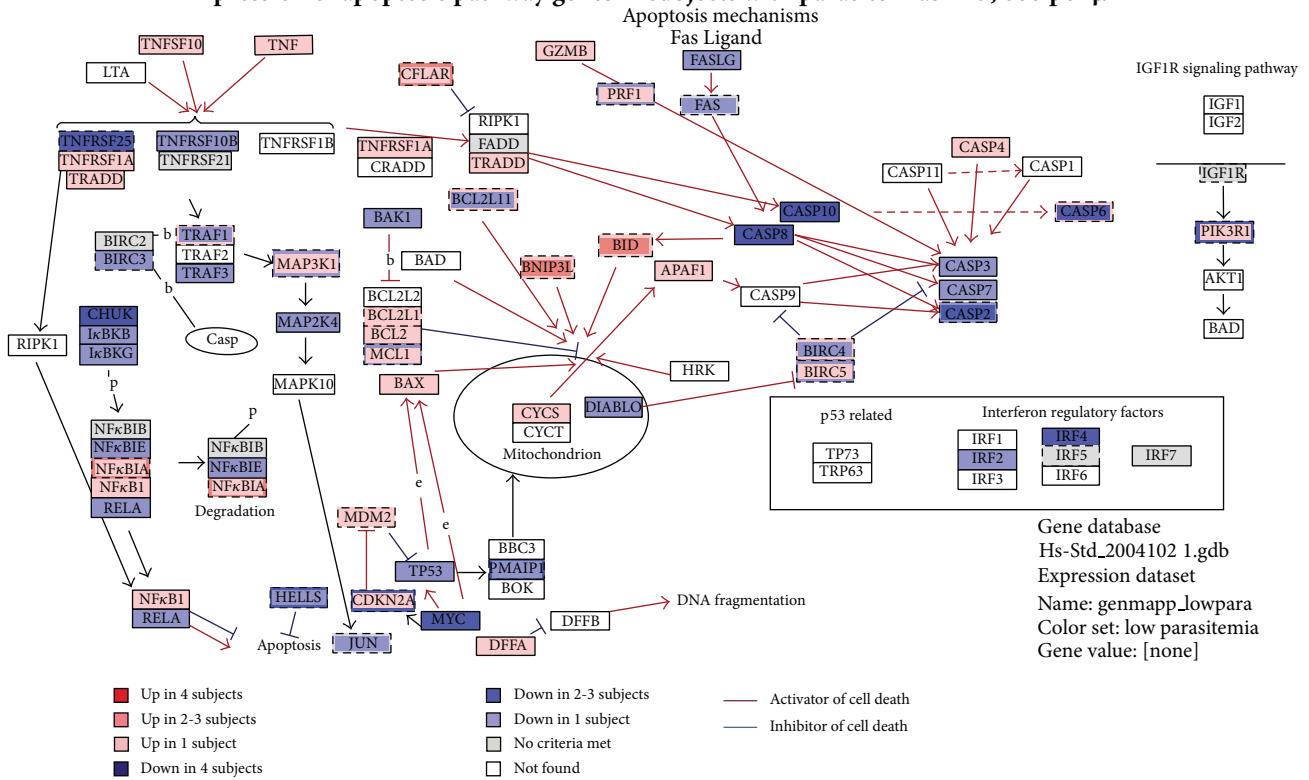 Apoptosis mechanisms
Fas Ligand
TNFSF10
TNF
LTA
CFLAR
GZMB
FASLG
PRF1
FAS
IGF1R signaling pathway
IGF1
IGF2
TNFRSF25
TNFRSF1A
TRADD
TNFRSF10B
TNFRSF21
TNFRSF1B
TNFRSF1A
CRADD
RIPK1
FADD
TRADD
CASP4
CASP11
CASP1
IGF1R
BCL2L11
BAK1
CASP10
CASP8
CASP6
PIK3R1
BIRC2
BIRC3
b
b
TRAF1
TRAF2
TRAF3
MAP3K1
b
BAD
BNIP3L
BID
APAF1
CASP9
CASP3
CASP7
CASP2
AKT1
BAD
CHUK
IκBKB
IκBKG
RIPK1
Casp
MAP2K4
BCL2L2
BCL2L1
BCL2
MCL1
BIRC4
BIRC5
p
MAPK10
BAX
HRK
CYCS
CYCT
DIABLO
Mitochondrion
NFκBIB
NFκBIE
NFκBIA
NFκB1
RELA
p
NFκBIB
NFκBIE
NFκBIA
Degradation
p53 related
TP73
TRP63
Interferon regulatory factors
IRF1
IRF2
IRF3
IRF4
IRF5
IRF6
IRF7
e
e
MDM2
TP53
BBC3
PMAIP1
BOK
CDKN2A
MYC
NFκB1
RELA
HELLS
Apoptosis
JUN
DFFA
DFFB
DNA fragmentation
Gene database
Hs-Std_2004102 1.gdb
Expression dataset
Name: genmapp_lowpara
Color set: low parasitemia
Gene value: [none]
Up in 4 subjects
Up in 2-3 subjects
Up in 1 subject
Down in 4 subjects
Down in 2-3 subjects
Down in 1 subject
No criteria met
Not found
Activator of cell death
Inhibitor of cell death